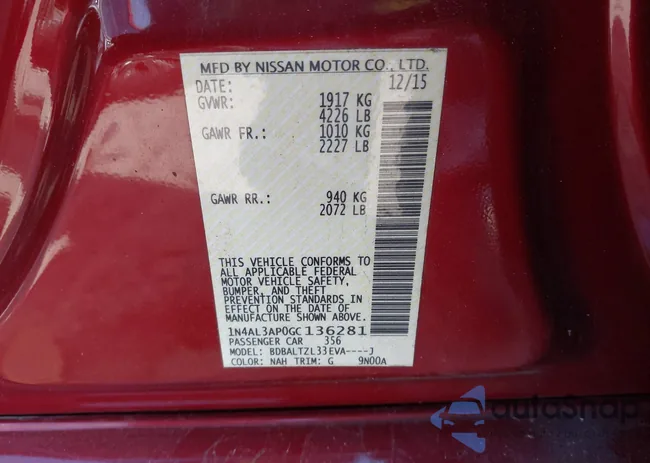 MFD BY NISSAN MOTOR CO., LTD.
DATE: 12/15
GVWR: 1917 KG
4226 LB
GAWR FR.: 1010 KG
2227 LB
GAWR RR.: 940 KG
2072 LB
THIS VEHICLE CONFORMS TO
ALL APPLICABLE FEDERAL
MOTOR VEHICLE SAFETY,
BUMPER, AND THEFT
PREVENTION STANDARDS IN
EFFECT ON THE DATE OF
MANUFACTURE SHOWN ABOVE.
1N4AL3AP0GC136281
PASSENGER CAR 356
MODEL: BDBALTZL33EVA----J
COLOR: NAH TRIM: G 9N00A
autoSnap